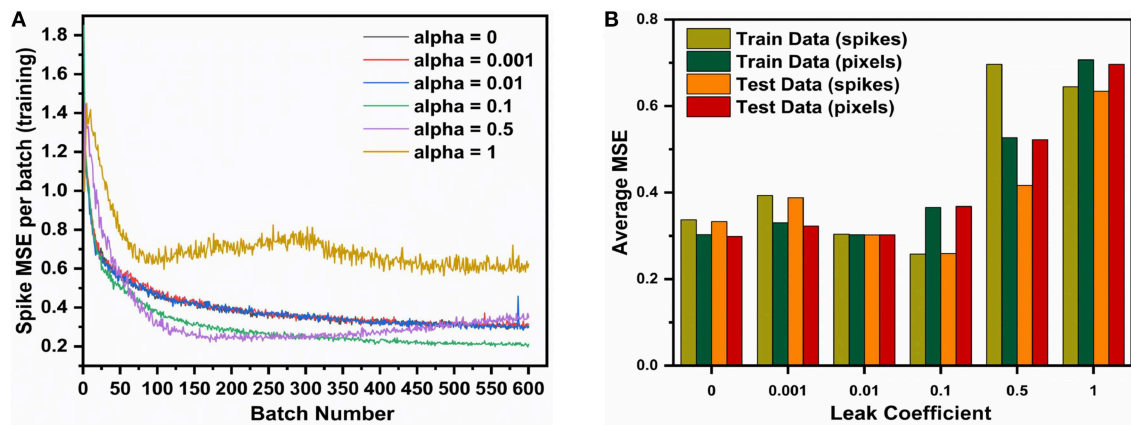 A
Spike MSE per batch (training)
1.8
1.6
1.4
1.2
1.0
0.8
0.6
0.4
0.2
0 50 100 150 200 250 300 350 400 450 500 550 600
Batch Number
alpha = 0
alpha = 0.001
alpha = 0.01
alpha = 0.1
alpha = 0.5
alpha = 1
B
Average MSE
0.8
0.6
0.4
0.2
0.0
0 0.001 0.01 0.1 0.5 1
Leak Coefficient
Train Data (spikes)
Train Data (pixels)
Test Data (spikes)
Test Data (pixels)